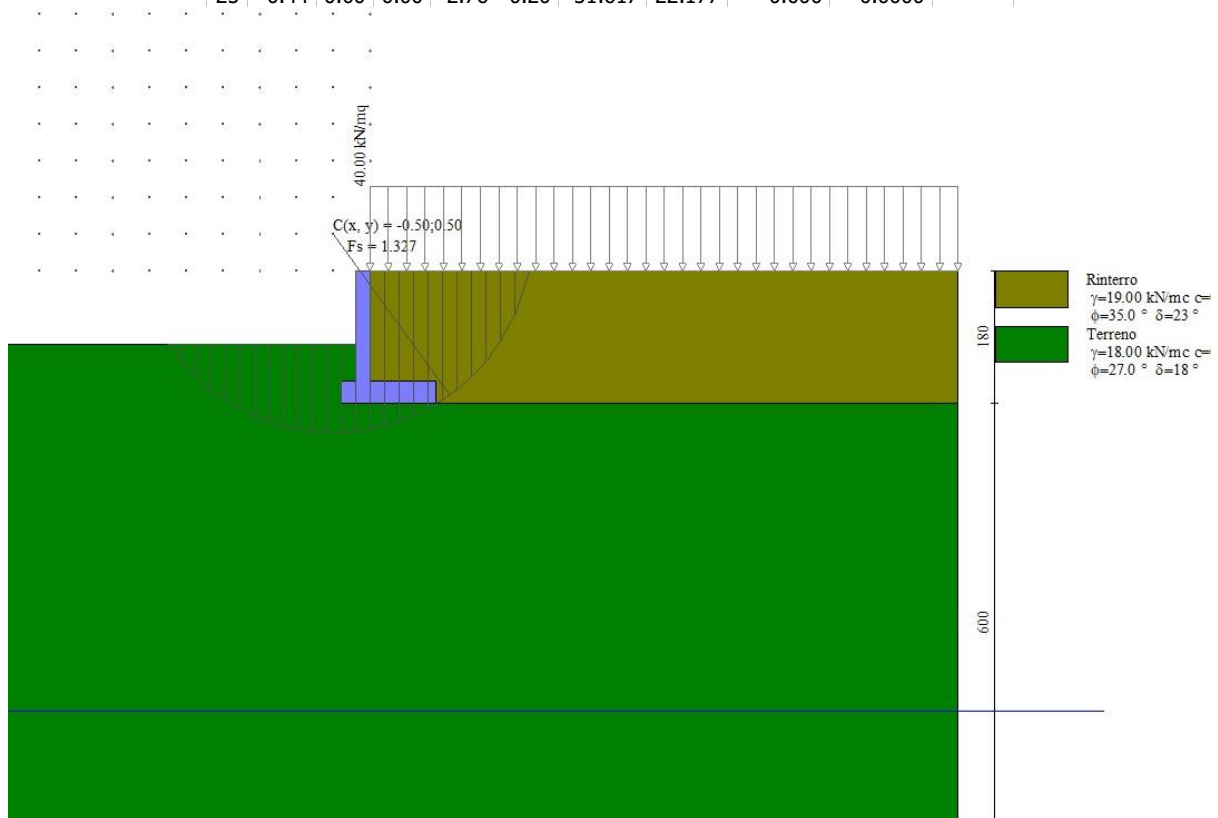 40.00 kN/mq
C(x, y) = -0.50;0.50
Fs = 1.327
Rinterro
γ=19.00 kN/mc c=
ϕ=35.0 ° δ=23 °
Terreno
γ=18.00 kN/mc c=
ϕ=27.0 ° δ=18 °
180
600